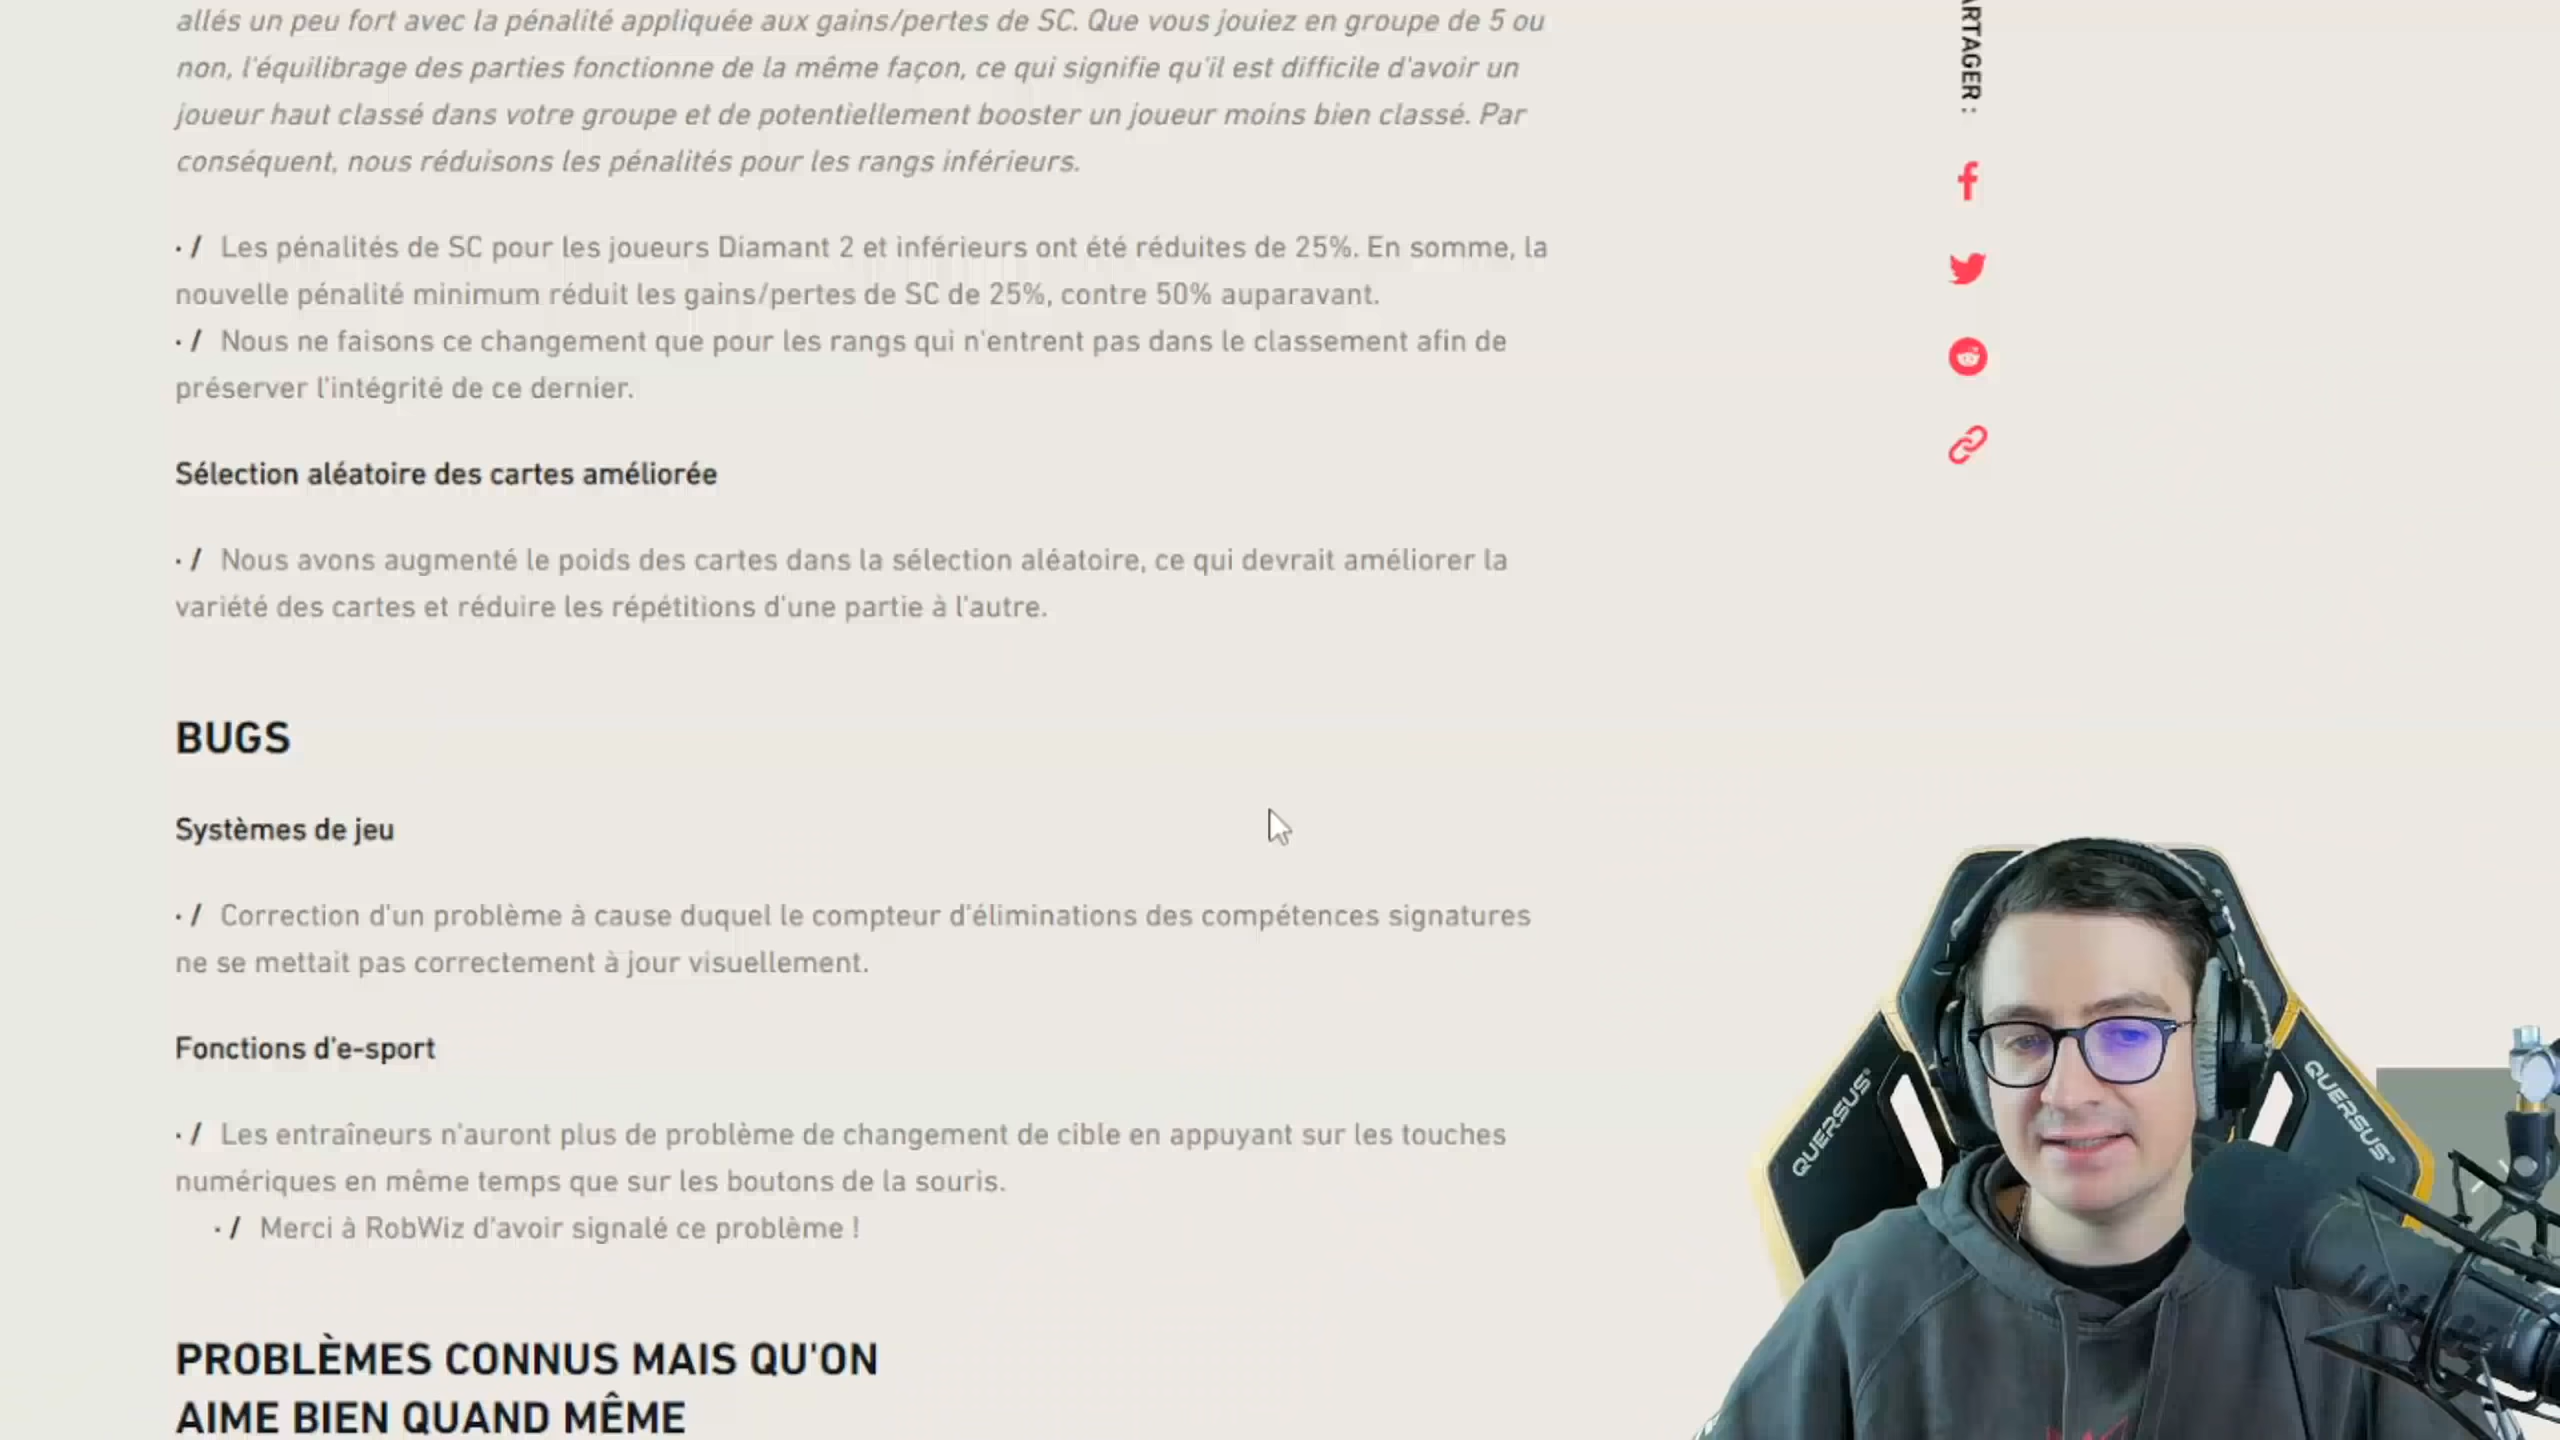 allés un peu fort avec la pénalité appliquée aux gains/pertes de SC. Que vous jouiez en groupe de 5 ou
non, l'équilibrage des parties fonctionne de la même façon, ce qui signifie qu'il est difficile d'avoir un
joueur haut classé dans votre groupe et de potentiellement booster un joueur moins bien classé. Par
conséquent, nous réduisons les pénalités pour les rangs inférieurs.
· / Les pénalités de SC pour les joueurs Diamant 2 et inférieurs ont été réduites de 25%. En somme, la
nouvelle pénalité minimum réduit les gains/pertes de SC de 25%, contre 50% auparavant.
· / Nous ne faisons ce changement que pour les rangs qui n'entrent pas dans le classement afin de
préserver l'intégrité de ce dernier.
Sélection aléatoire des cartes améliorée
· / Nous avons augmenté le poids des cartes dans la sélection aléatoire, ce qui devrait améliorer la
variété des cartes et réduire les répétitions d'une partie à l'autre.
BUGS
Systèmes de jeu
· / Correction d'un problème à cause duquel le compteur d'éliminations des compétences signatures
ne se mettait pas correctement à jour visuellement.
Fonctions d'e-sport
· / Les entraîneurs n'auront plus de problème de changement de cible en appuyant sur les touches
numériques en même temps que sur les boutons de la souris.
· / Merci à RobWiz d'avoir signalé ce problème !
PROBLÈMES CONNUS MAIS QU'ON
AIME BIEN QUAND MÊME
ARTAGER :
QUERSUS®
QUERSUS®